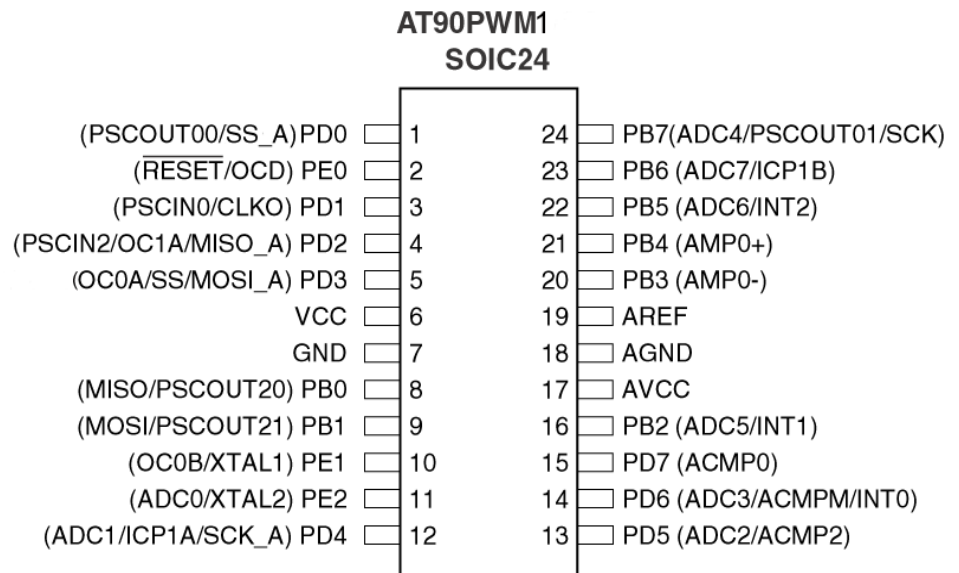 AT90PWM1
SOIC24
(PSCOUT00/SS_A)PD0 1 24 PB7(ADC4/PSCOUT01/SCK)
(RESET/OCD) PE0 2 23 PB6 (ADC7/ICP1B)
(PSCIN0/CLKO) PD1 3 22 PB5 (ADC6/INT2)
(PSCIN2/OC1A/MISO_A) PD2 4 21 PB4 (AMP0+)
(OC0A/SS/MOSI_A) PD3 5 20 PB3 (AMP0-)
VCC 6 19 AREF
GND 7 18 AGND
(MISO/PSCOUT20) PB0 8 17 AVCC
(MOSI/PSCOUT21) PB1 9 16 PB2 (ADC5/INT1)
(OC0B/XTAL1) PE1 10 15 PD7 (ACMP0)
(ADC0/XTAL2) PE2 11 14 PD6 (ADC3/ACMPM/INT0)
(ADC1/ICP1A/SCK_A) PD4 12 13 PD5 (ADC2/ACMP2)